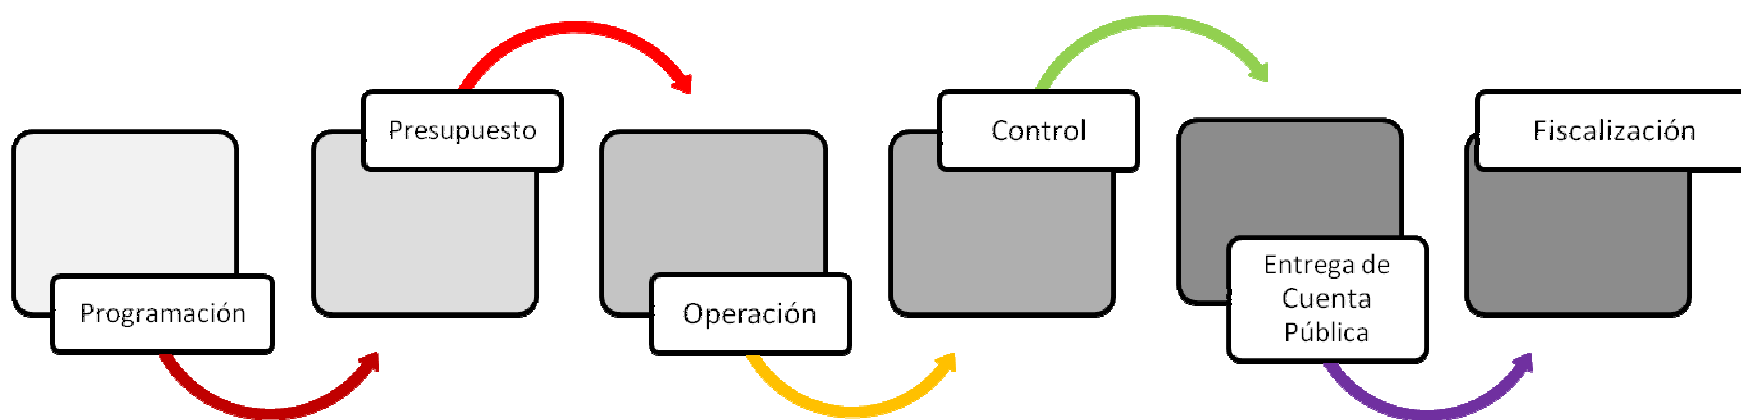 Programación
Presupuesto
Operación
Control
Entrega de
Cuenta
Pública
Fiscalización